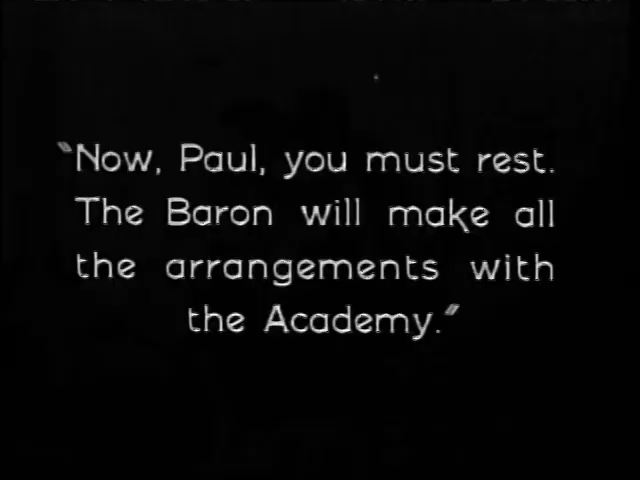 "Now, Paul, you must rest.
The Baron will make all
the arrangements with
the Academy."